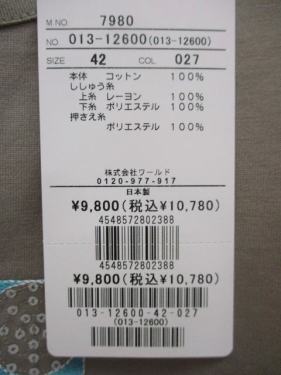 M NO. 7980
NO 013-12600(013-12600)
SIZE 42 COL 027
本体 コットン 100%
ししゅう糸
上糸 レーヨン 100%
下糸 ポリエステル 100%
押さえ糸
ポリエステル 100%
株式会社ワールド
0120-977-917
日本製
¥9,800(税込¥10,780)
4548572802388
4548572802388
¥9,800(税込¥10,780)
013-12600-42-027
(013-12600)